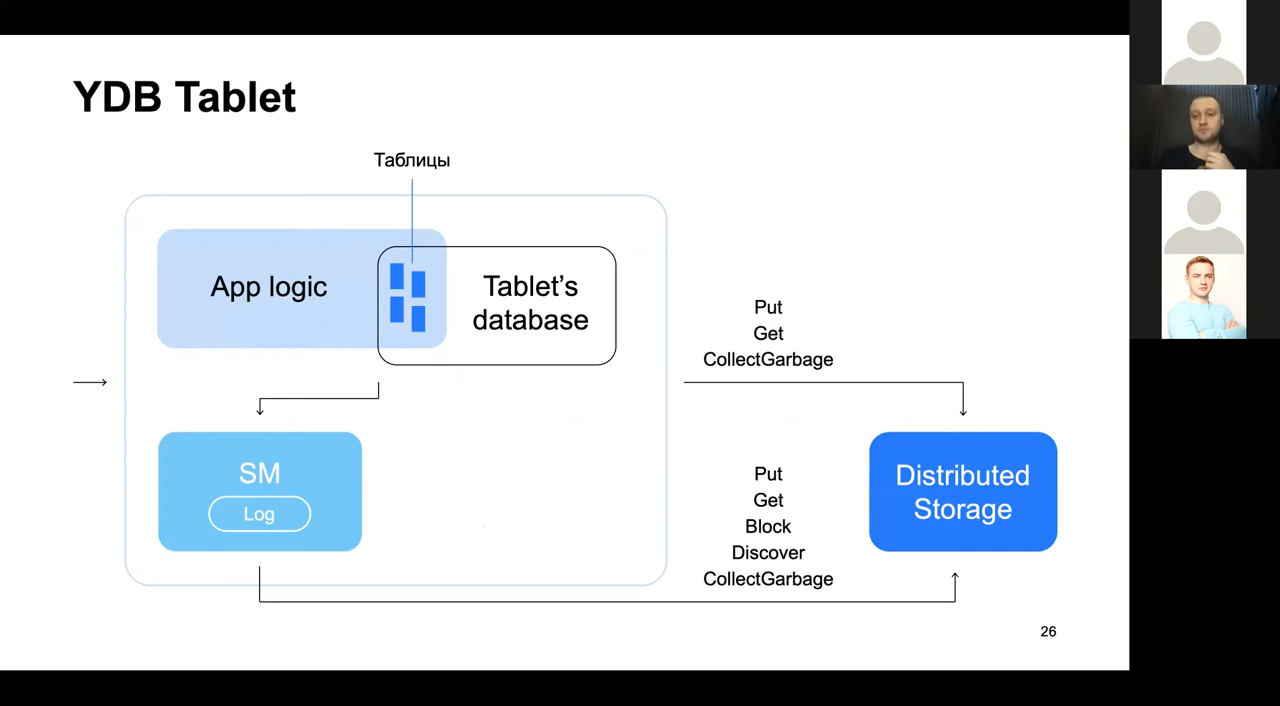 YDB Tablet
Таблицы
App logic
Tablet’s
database
Put
Get
CollectGarbage
SM
Log
Put
Get
Block
Discover
CollectGarbage
Distributed
Storage
26